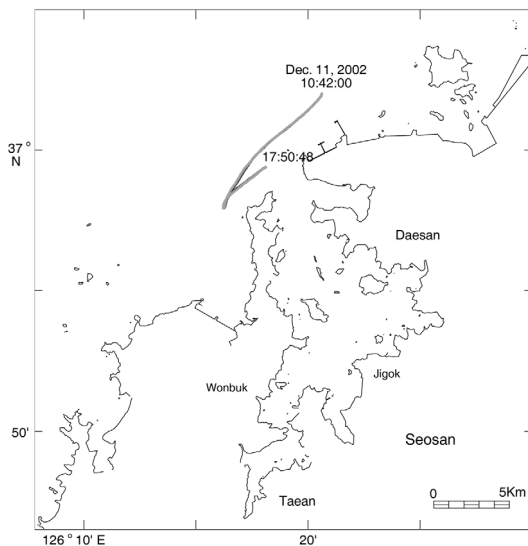 Dec. 11, 2002
10:42:00
37 °
N
17:50:48
Daesan
Wonbuk
Jigok
50'
Seosan
Taean
0 5Km
126 ° 10' E 20'